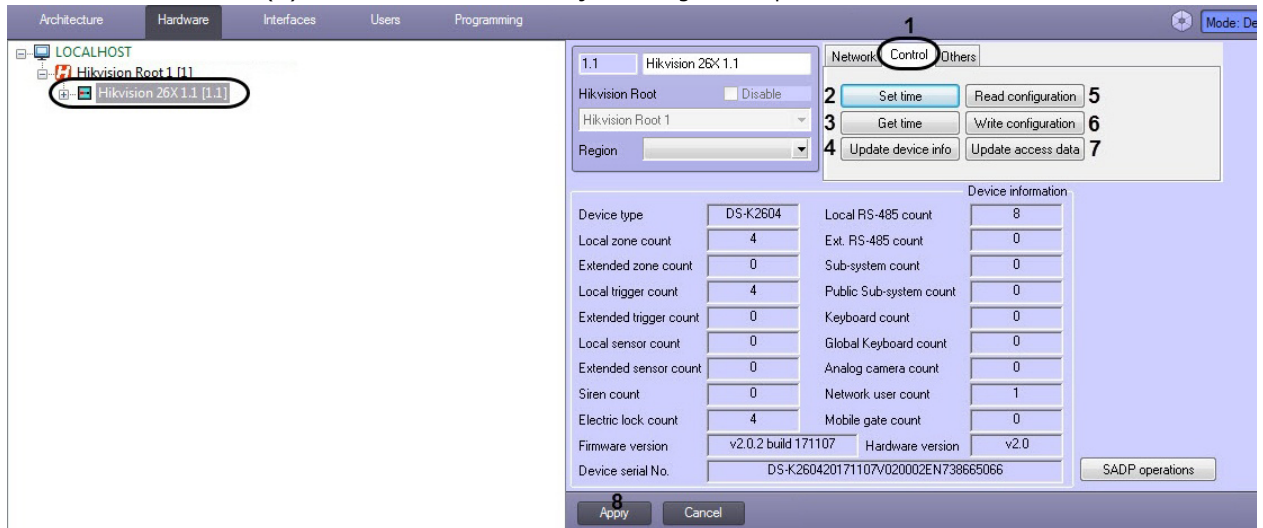 Architecture Hardware Interfaces Users Programming 1 Mode: De
LOCALHOST
Hikvision Root 1 [1]
Hikvision 26X 1.1 [1.1]
1.1 Hikvision 26X 1.1
Hikvision Root Disable
Hikvision Root 1
Region
Network Control Others
2 Set time Read configuration 5
3 Get time Write configuration 6
4 Update device info Update access data 7
Device information
Device type DS-K2604 Local RS-485 count 8
Local zone count 4 Ext. RS-485 count 0
Extended zone count 0 Sub-system count 0
Local trigger count 4 Public Sub-system count 0
Extended trigger count 0 Keyboard count 0
Local sensor count 0 Global Keyboard count 0
Extended sensor count 0 Analog camera count 0
Siren count 0 Network user count 1
Electric lock count 4 Mobile gate count 0
Firmware version v2.0.2 build 171107 Hardware version v2.0
Device serial No. DS-K260420171107V020002EN738665066 SADP operations
8
Apply Cancel